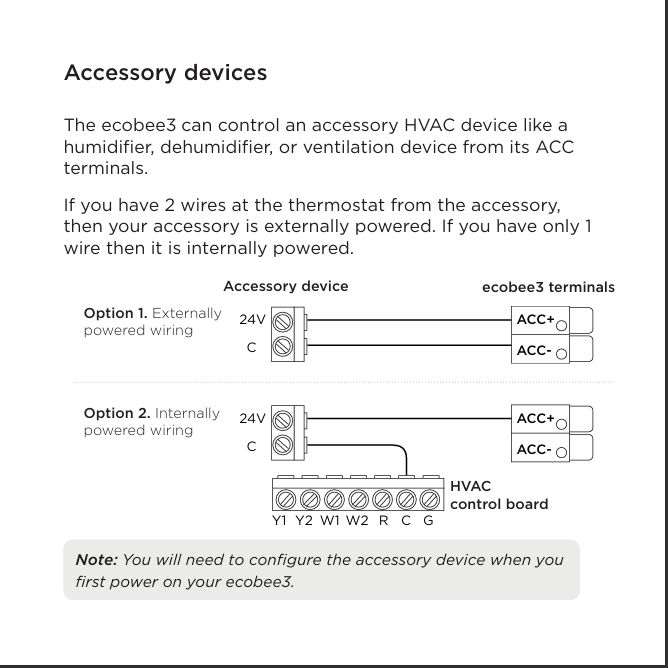 Accessory devices
The ecobee3 can control an accessory HVAC device like a
humidifier, dehumidifier, or ventilation device from its ACC
terminals.
If you have 2 wires at the thermostat from the accessory,
then your accessory is externally powered. If you have only 1
wire then it is internally powered.
Accessory device
ecobee3 terminals
Option 1. Externally
powered wiring
24V
C
ACC+
ACC-
Option 2. Internally
powered wiring
24V
C
ACC+
ACC-
HVAC
control board
Y1 Y2 W1 W2 R C G
Note: You will need to configure the accessory device when you
first power on your ecobee3.